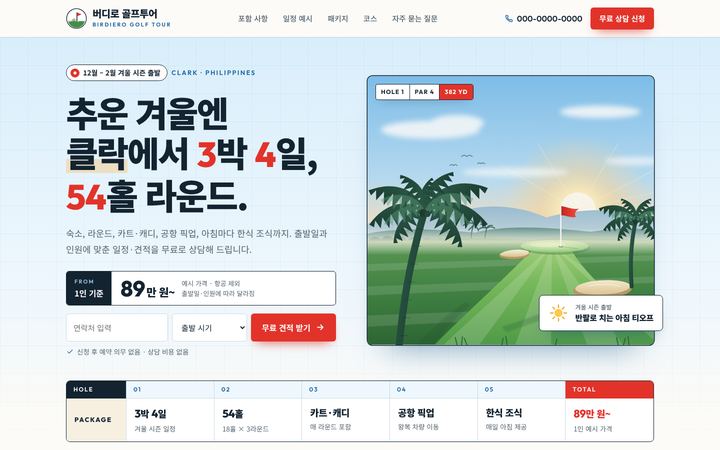 버디로 골프투어
BIRDIERO GOLF TOUR
포함 사항
일정 예시
패키지
코스
자주 묻는 질문
000-0000-0000
무료 상담 신청
12월 – 2월 겨울 시즌 출발
CLARK · PHILIPPINES
추운 겨울엔
클락에서 3박 4일,
54홀 라운드.
숙소, 라운드, 카트·캐디, 공항 픽업, 아침마다 한식 조식까지. 출발일과
인원에 맞춘 일정·견적을 무료로 상담해 드립니다.
FROM
1인 기준
89만 원~
예시 가격 · 항공 제외
출발일·인원에 따라 달라짐
연락처 입력
출발 시기
무료 견적 받기
신청 후 예약 의무 없음 · 상담 비용 없음
HOLE 1
PAR 4
382 YD
겨울 시즌 출발
반팔로 치는 아침 티오프
HOLE
01
02
03
04
05
TOTAL
PACKAGE
3박 4일
겨울 시즌 일정
54홀
18홀 × 3라운드
카트·캐디
매 라운드 포함
공항 픽업
왕복 차량 이동
한식 조식
매일 아침 제공
89만 원~
1인 예시 가격